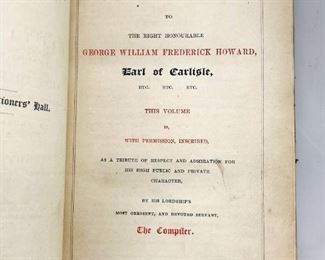 tioners' Hall.
TO
THE RIGHT HONOURABLE
GEORGE WILLIAM FREDERICK HOWARD,
Earl of Carlisle,
ETC. ETC. ETC.
THIS VOLUME
IS,
WITH PERMISSION, INSCRIBED,
AS A TRIBUTE OF RESPECT AND ADMIRATION FOR
HIS HIGH PUBLIC AND PRIVATE
CHARACTER,
BY HIS LORDSHIP'S
MOST OBEDIENT, AND DEVOTED SERVANT,
The Compiler.